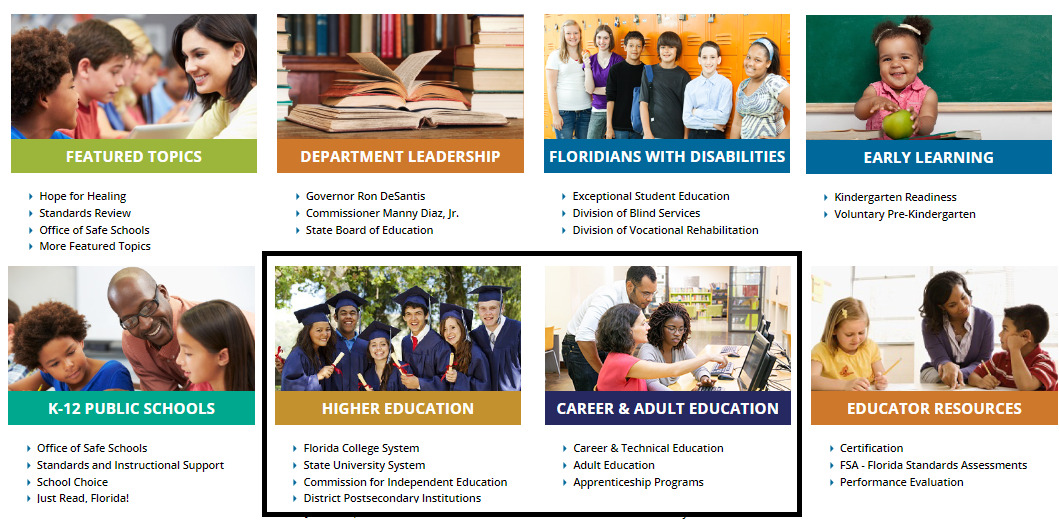 FEATURED TOPICS
Hope for Healing
Standards Review
Office of Safe Schools
More Featured Topics
DEPARTMENT LEADERSHIP
Governor Ron DeSantis
Commissioner Manny Diaz, Jr.
State Board of Education
FLORIDIANS WITH DISABILITIES
Exceptional Student Education
Division of Blind Services
Division of Vocational Rehabilitation
EARLY LEARNING
Kindergarten Readiness
Voluntary Pre-Kindergarten
K-12 PUBLIC SCHOOLS
Office of Safe Schools
Standards and Instructional Support
School Choice
Just Read, Florida!
HIGHER EDUCATION
Florida College System
State University System
Commission for Independent Education
District Postsecondary Institutions
CAREER & ADULT EDUCATION
Career & Technical Education
Adult Education
Apprenticeship Programs
EDUCATOR RESOURCES
Certification
FSA - Florida Standards Assessments
Performance Evaluation